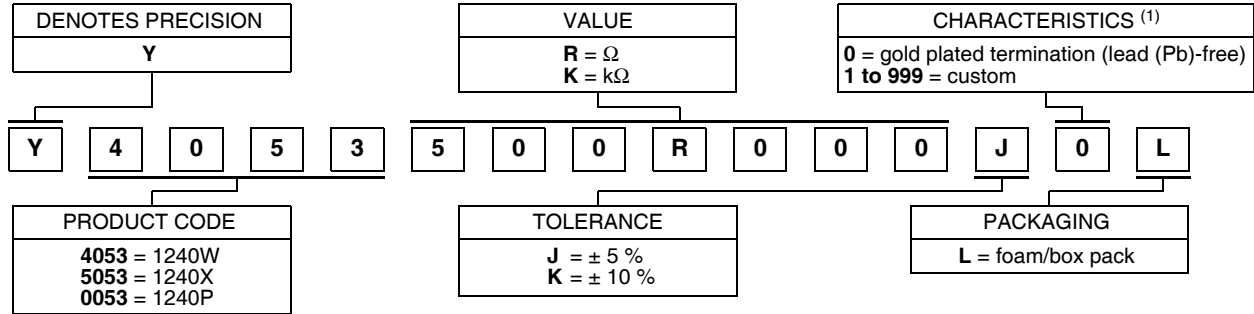 DENOTES PRECISION
Y
VALUE
R = Ω
K = kΩ
CHARACTERISTICS (1)
0 = gold plated termination (lead (Pb)-free)
1 to 999 = custom
Y 4 0 5 3 5 0 0 R 0 0 0 J 0 L
PRODUCT CODE
4053 = 1240W
5053 = 1240X
0053 = 1240P
TOLERANCE
J = ± 5 %
K = ± 10 %
PACKAGING
L = foam/box pack